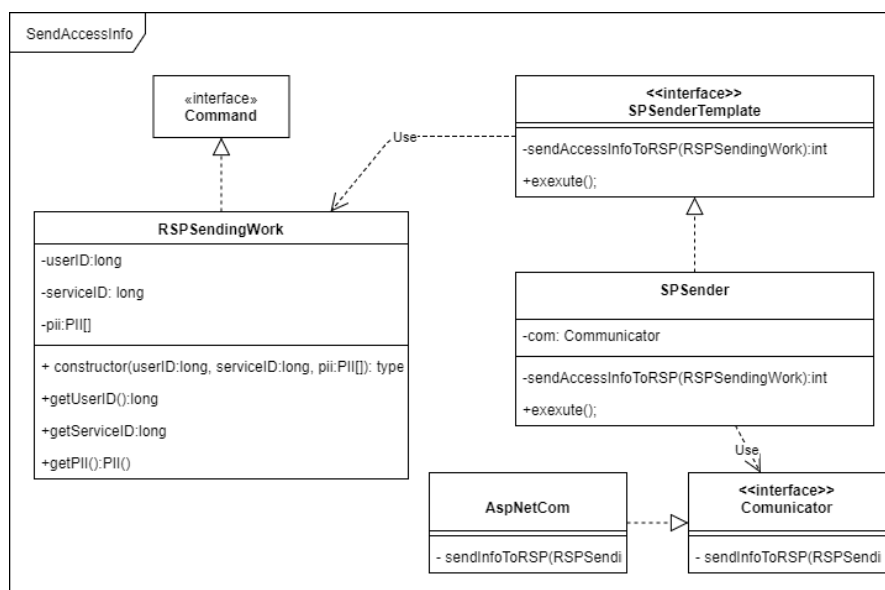 SendAccessInfo
«interface»
Command
<<interface>>
SPSenderTemplate
-sendAccessInfoToRSP(RSPSendingWork):int
+exexute();
Use
RSPSendingWork
-userID:long
-serviceID: long
-pii:PII[]
+ constructor(userID:long, serviceID:long, pii:PII[]): type
+getUserID():long
+getServiceID:long
+getPII():PII()
SPSender
-com: Communicator
-sendAccessInfoToRSP(RSPSendingWork):int
+exexute();
Use
AspNetCom
- sendInfoToRSP(RSPSendi
<<interface>>
Comunicator
- sendInfoToRSP(RSPSendi